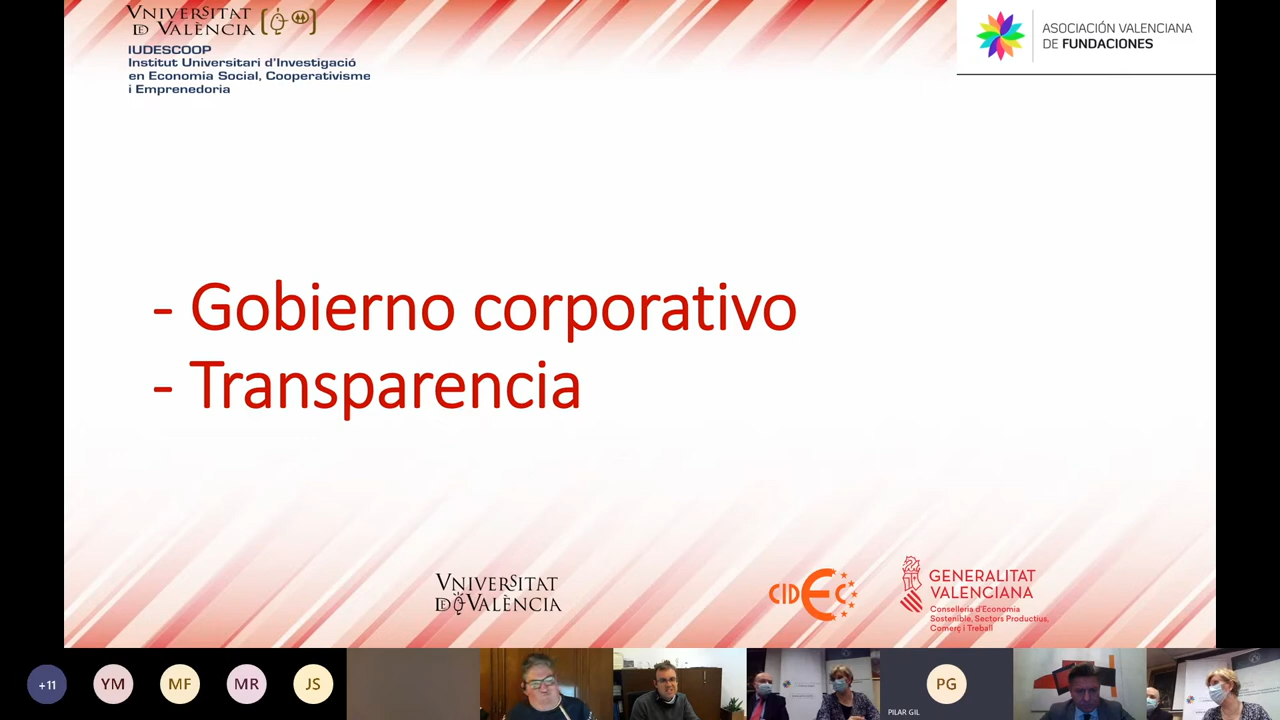 VNIVERSITAT
DE VALÈNCIA
IUDESCOOP
Institut Universitari d'Investigació
en Economia Social, Cooperativisme
i Emprenedoria
ASOCIACIÓN VALENCIANA
DE FUNDACIONES
- Gobierno corporativo
- Transparencia
VNIVERSITAT
DE VALÈNCIA
CIDEC
GENERALITAT
VALENCIANA
Conselleria d'Economia
Sostenible, Sectors Productius,
Comerç i Treball
+11
YM
MF
MR
JS
PG
PILAR GIL